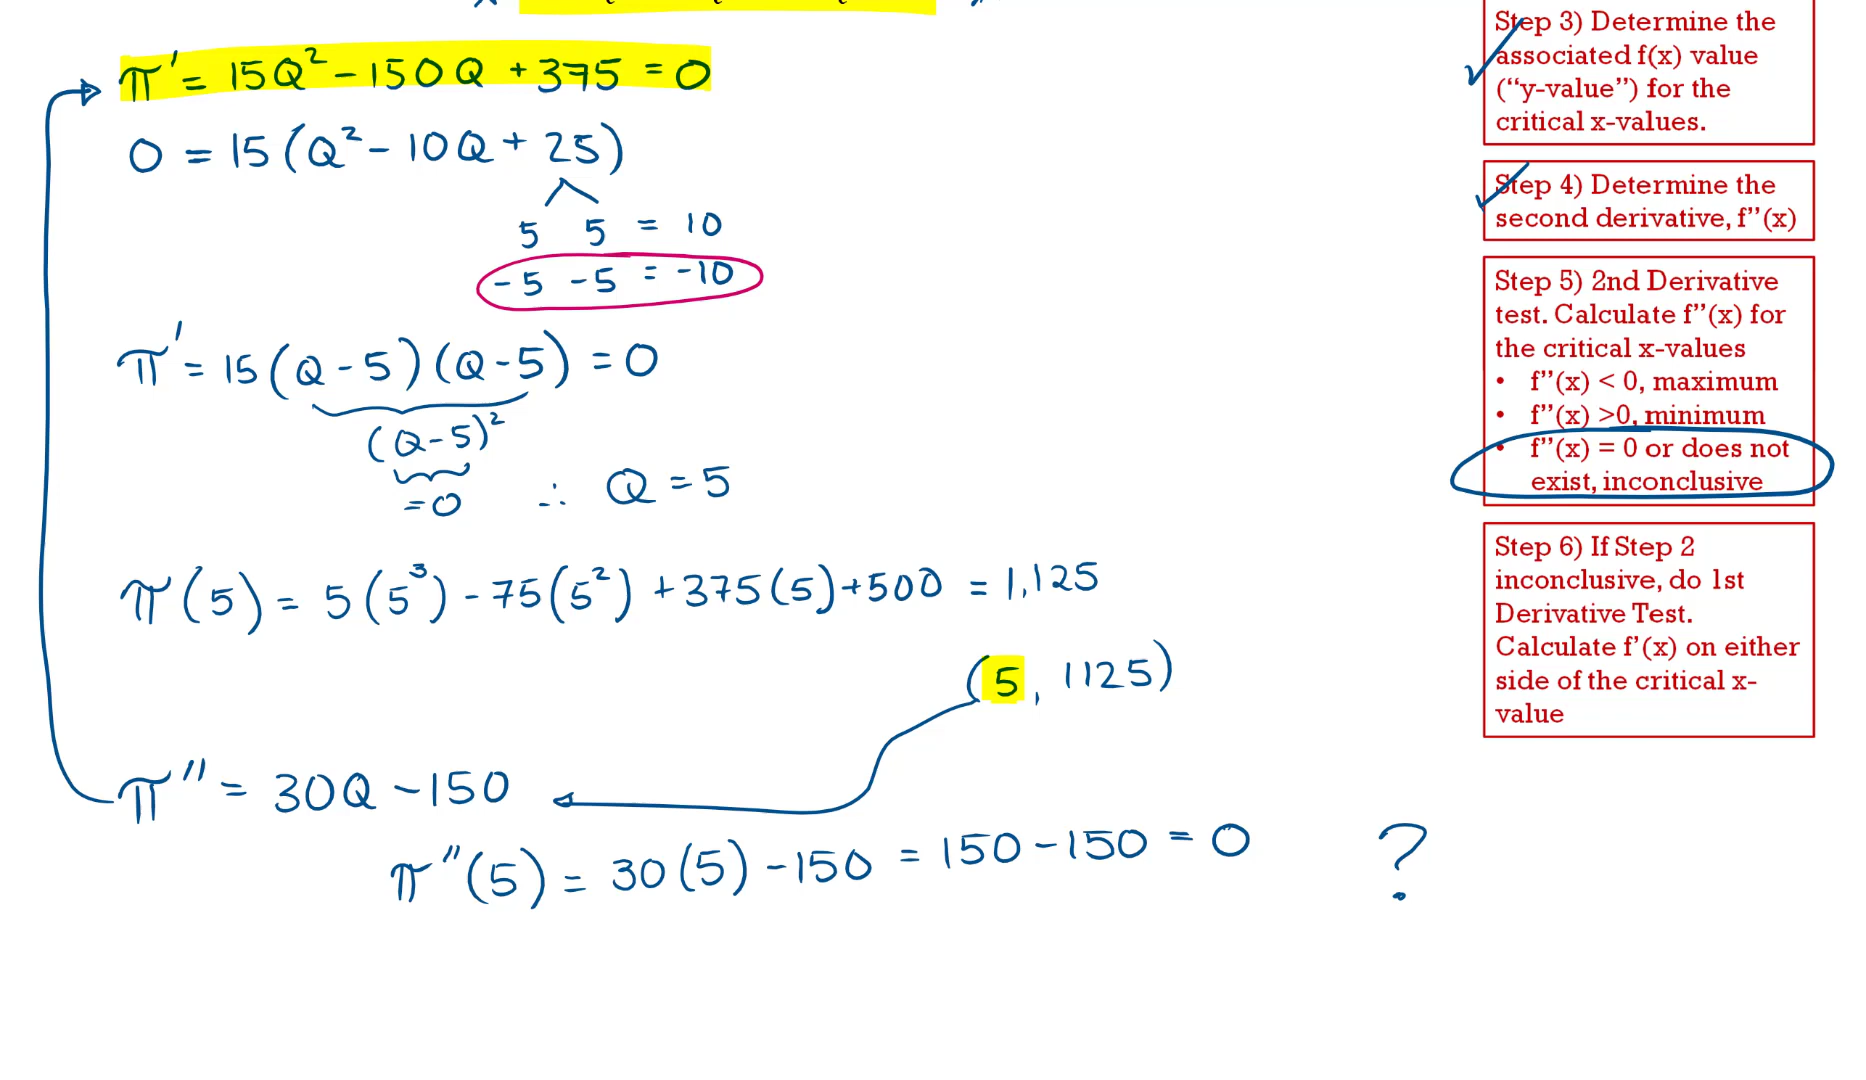 π' = 15Q² - 150Q + 375 = 0
0 = 15(Q² - 10Q + 25)
5 5 = 10
-5 -5 = -10
π' = 15(Q - 5)(Q - 5) = 0
(Q - 5)²
= 0 ∴ Q = 5
π(5) = 5(5³) - 75(5²) + 375(5) + 500 = 1,125
(5, 1125)
π'' = 30Q - 150
π''(5) = 30(5) - 150 = 150 - 150 = 0 ?
Step 3) Determine the
associated f(x) value
(“y-value”) for the
critical x-values.
Step 4) Determine the
second derivative, f’’(x)
Step 5) 2nd Derivative
test. Calculate f’’(x) for
the critical x-values
• f’’(x) < 0, maximum
• f’’(x) >0, minimum
• f’’(x) = 0 or does not
exist, inconclusive
Step 6) If Step 2
inconclusive, do 1st
Derivative Test.
Calculate f’(x) on either
side of the critical x-
value